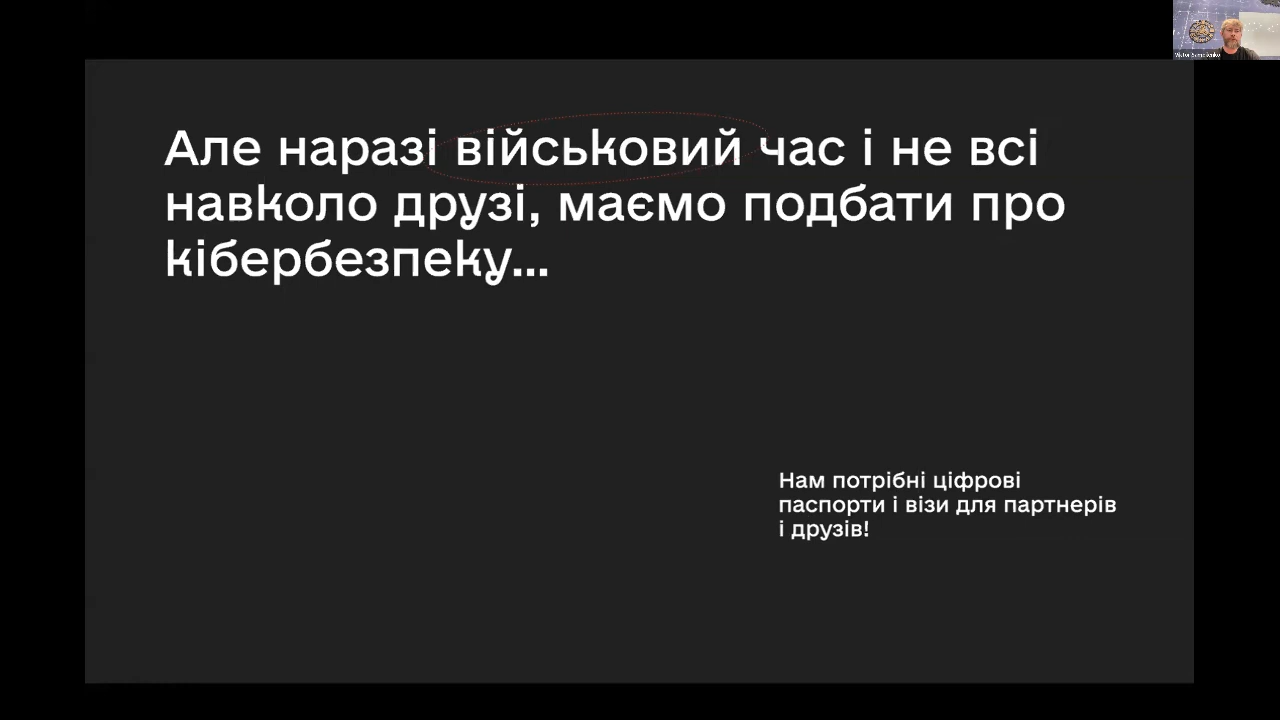 Але наразі військовий час і не всі
навколо друзі, маємо подбати про
кібербезпеку...
Нам потрібні ціфрові
паспорти і візи для партнерів
і друзів!